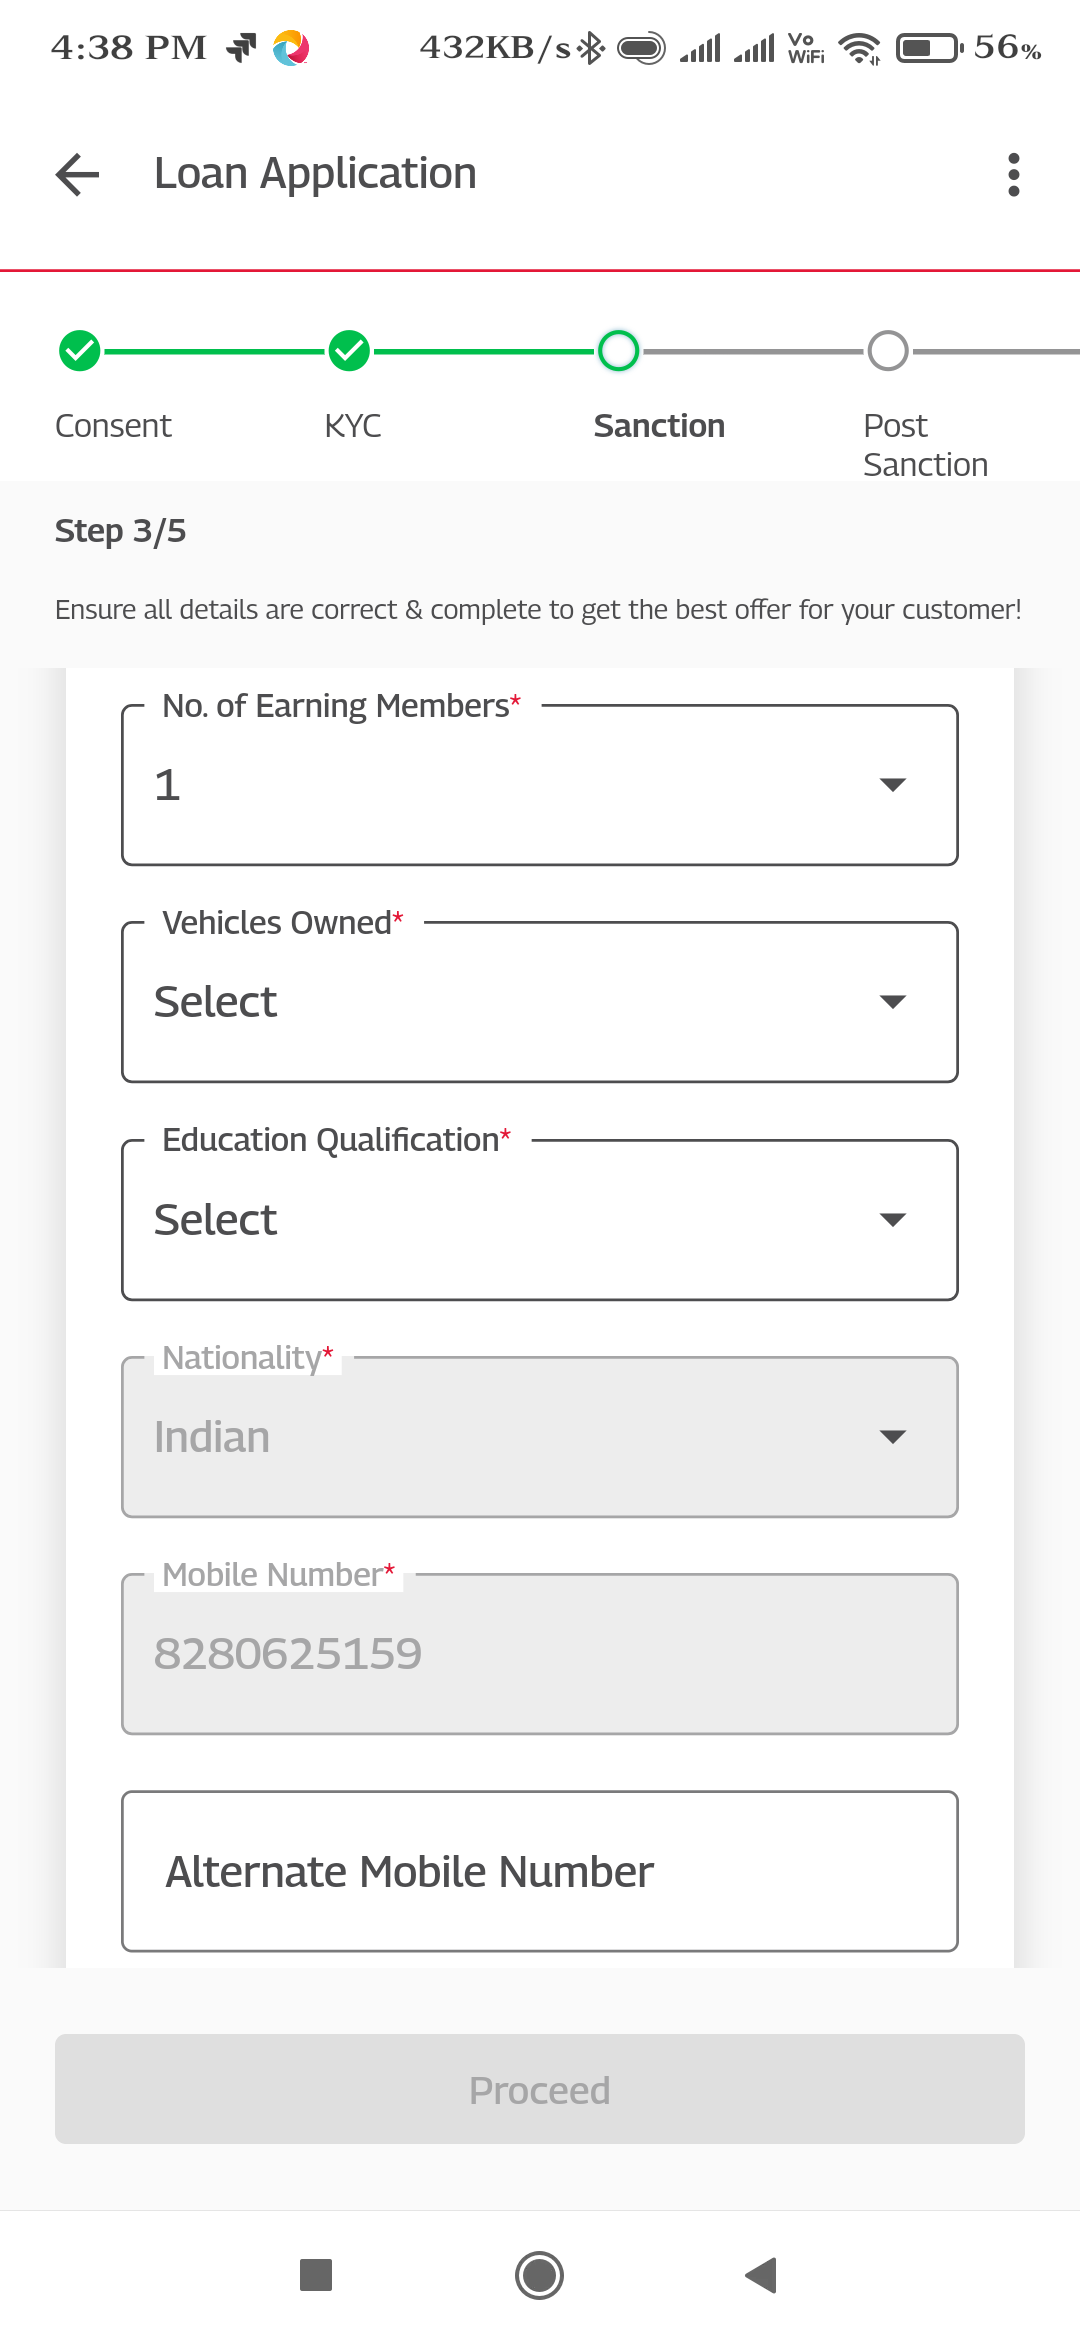 4:38 PM 432KB/s Vo WiFi 56%
Loan Application
Consent KYC Sanction Post Sanction
Step 3/5
Ensure all details are correct & complete to get the best offer for your customer!
No. of Earning Members*
1
Vehicles Owned*
Select
Education Qualification*
Select
Nationality*
Indian
Mobile Number*
8280625159
Alternate Mobile Number
Proceed